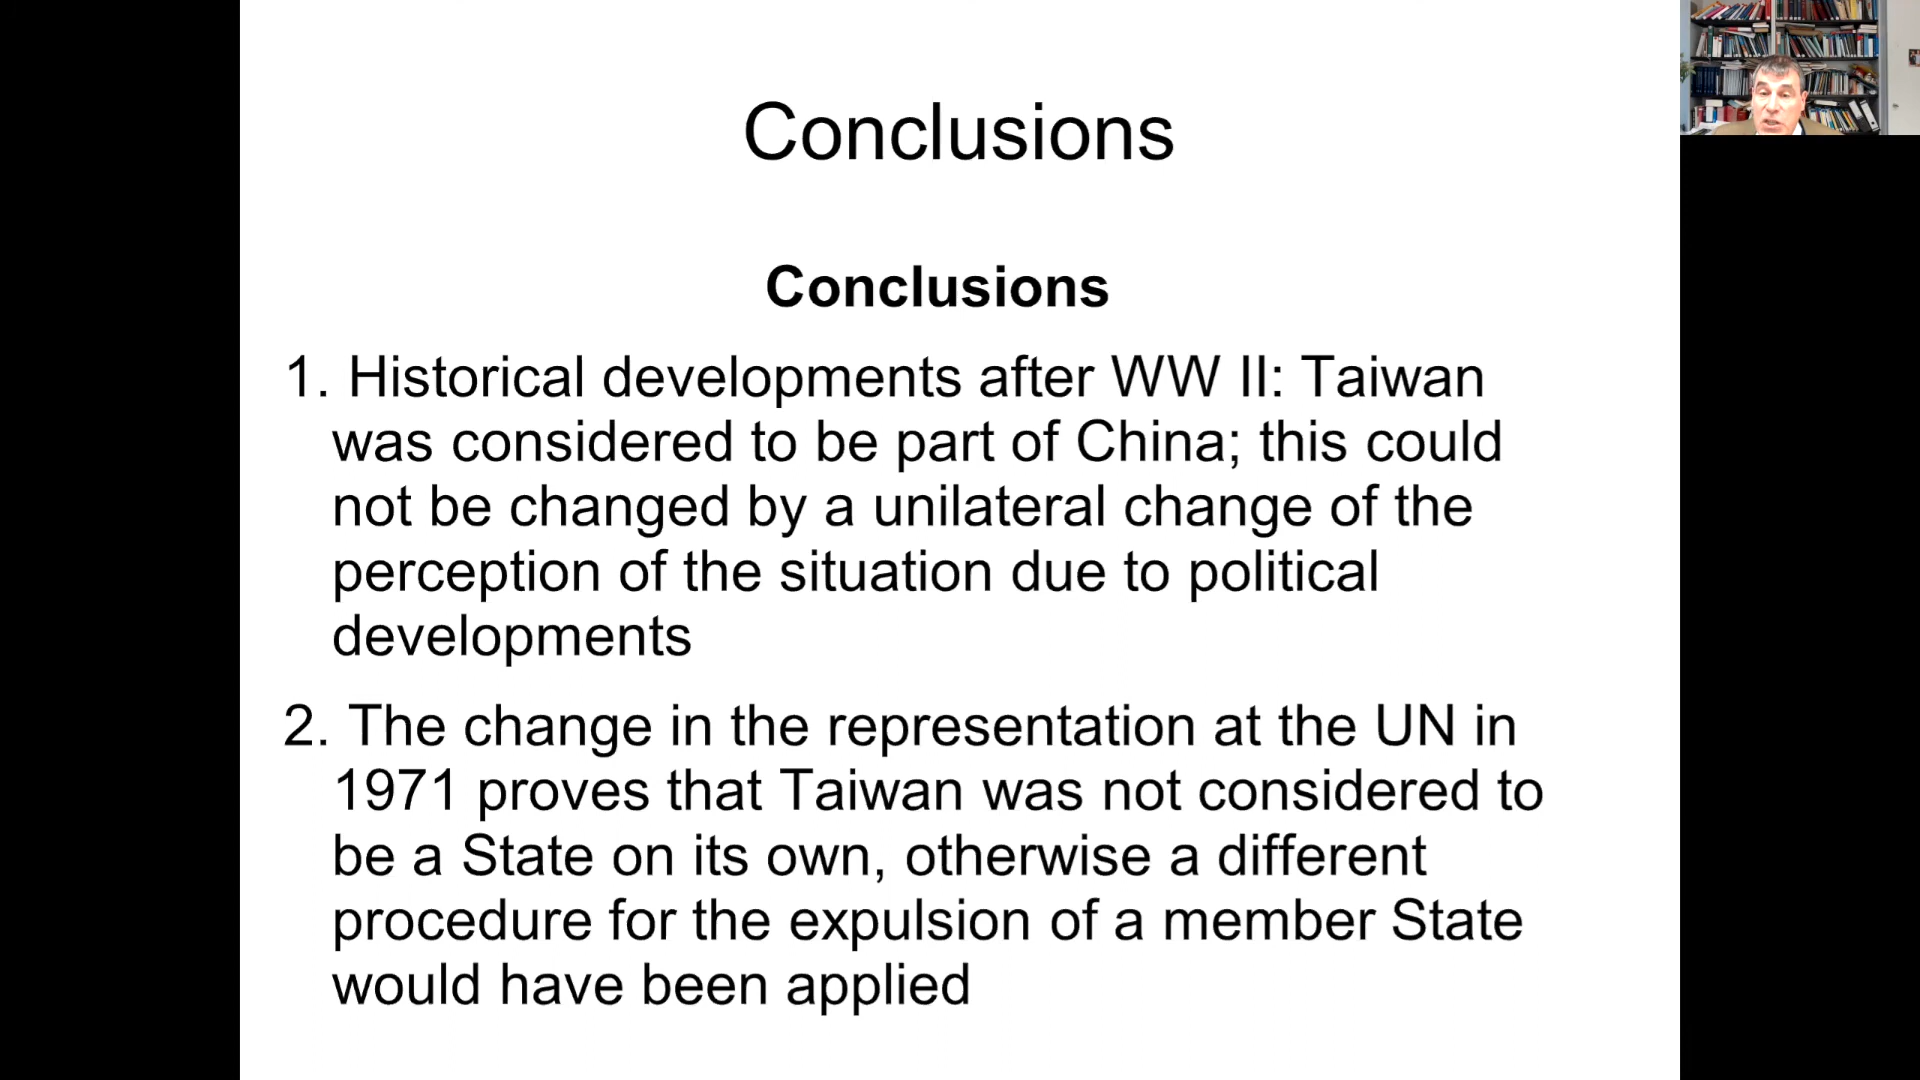 Conclusions
Conclusions
1. Historical developments after WW II: Taiwan
was considered to be part of China; this could
not be changed by a unilateral change of the
perception of the situation due to political
developments
2. The change in the representation at the UN in
1971 proves that Taiwan was not considered to
be a State on its own, otherwise a different
procedure for the expulsion of a member State
would have been applied